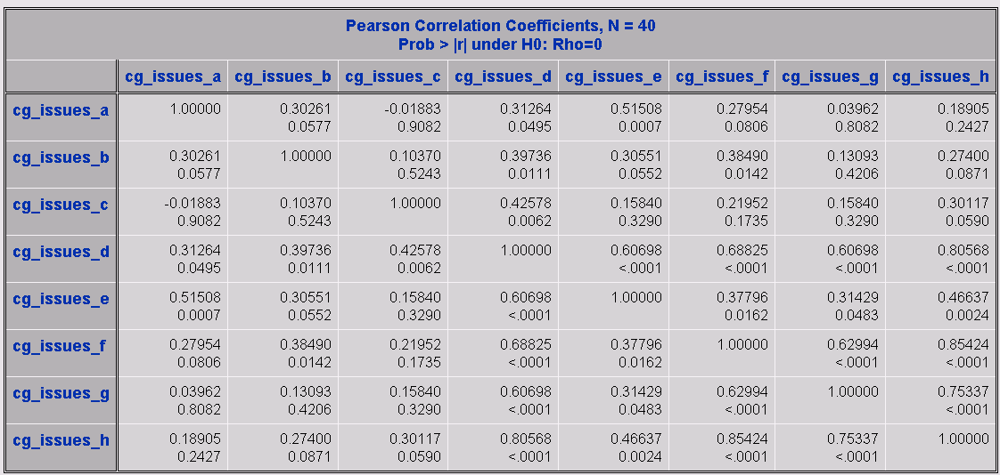 Pearson Correlation Coefficients, N = 40
Prob > |r| under H0: Rho=0
cg_issues_a cg_issues_b cg_issues_c cg_issues_d cg_issues_e cg_issues_f cg_issues_g cg_issues_h
cg_issues_a 1.00000 0.30261 -0.01883 0.31264 0.51508 0.27954 0.03962 0.18905
0.0577 0.9082 0.0495 0.0007 0.0806 0.8082 0.2427
cg_issues_b 0.30261 1.00000 0.10370 0.39736 0.30551 0.38490 0.13093 0.27400
0.0577 0.5243 0.0111 0.0552 0.0142 0.4206 0.0871
cg_issues_c -0.01883 0.10370 1.00000 0.42578 0.15840 0.21952 0.15840 0.30117
0.9082 0.5243 0.0062 0.3290 0.1735 0.3290 0.0590
cg_issues_d 0.31264 0.39736 0.42578 1.00000 0.60698 0.68825 0.60698 0.80568
0.0495 0.0111 0.0062 <.0001 <.0001 <.0001 <.0001
cg_issues_e 0.51508 0.30551 0.15840 0.60698 1.00000 0.37796 0.31429 0.46637
0.0007 0.0552 0.3290 <.0001 0.0162 0.0483 0.0024
cg_issues_f 0.27954 0.38490 0.21952 0.68825 0.37796 1.00000 0.62994 0.85424
0.0806 0.0142 0.1735 <.0001 0.0162 <.0001 <.0001
cg_issues_g 0.03962 0.13093 0.15840 0.60698 0.31429 0.62994 1.00000 0.75337
0.8082 0.4206 0.3290 <.0001 0.0483 <.0001 <.0001
cg_issues_h 0.18905 0.27400 0.30117 0.80568 0.46637 0.85424 0.75337 1.00000
0.2427 0.0871 0.0590 <.0001 0.0024 <.0001 <.0001